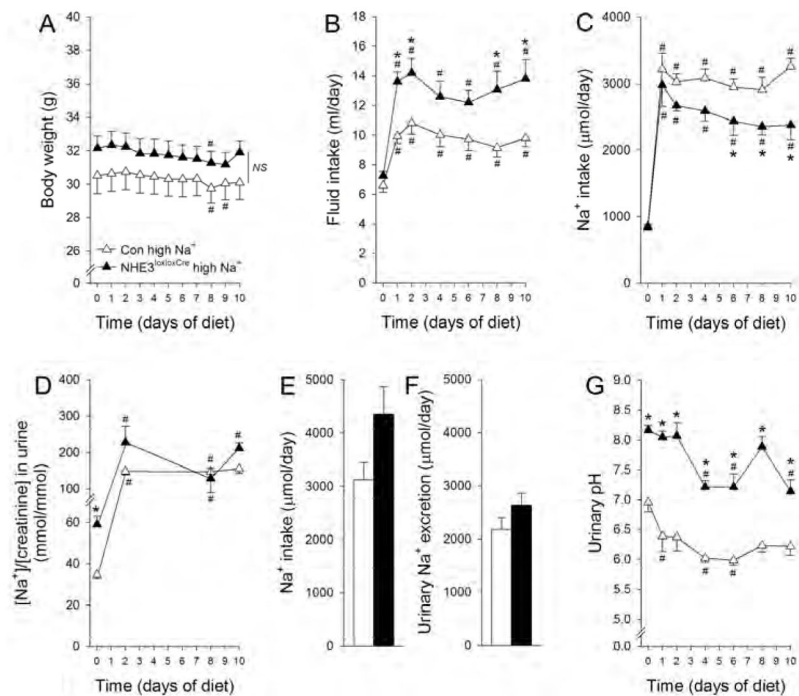 A
Body weight (g)
36
34
32
30
28
26
0
#
#
#
NS
Con high Na+
NHE3loxloxCre high Na+
0 1 2 3 4 5 6 7 8 9 10
Time (days of diet)
B
Fluid intake (ml/day)
18
16
14
12
10
8
6
4
2
0
* * * *
# # # # # #
# # # # # #
0 1 2 3 4 5 6 7 8 9 10
Time (days of diet)
C
Na+ intake (µmol/day)
4000
3000
2000
1000
0
# # # # # #
# # # # # #
* * *
0 1 2 3 4 5 6 7 8 9 10
Time (days of diet)
D
[Na+]/[creatinine] in urine
(mmol/mmol)
400
300
200
150
60
40
20
0
*
# # #
# #
0 1 2 3 4 5 6 7 8 9 10
Time (days of diet)
E
Na+ intake (µmol/day)
5000
4000
3000
2000
1000
0
F
Urinary Na+ excretion (µmol/day)
5000
4000
3000
2000
1000
0
G
Urinary pH
9.0
8.5
8.0
7.5
7.0
6.5
6.0
5.5
5.0
0.0
* * * * * * *
# # #
# # #
0 1 2 3 4 5 6 7 8 9 10
Time (days of diet)